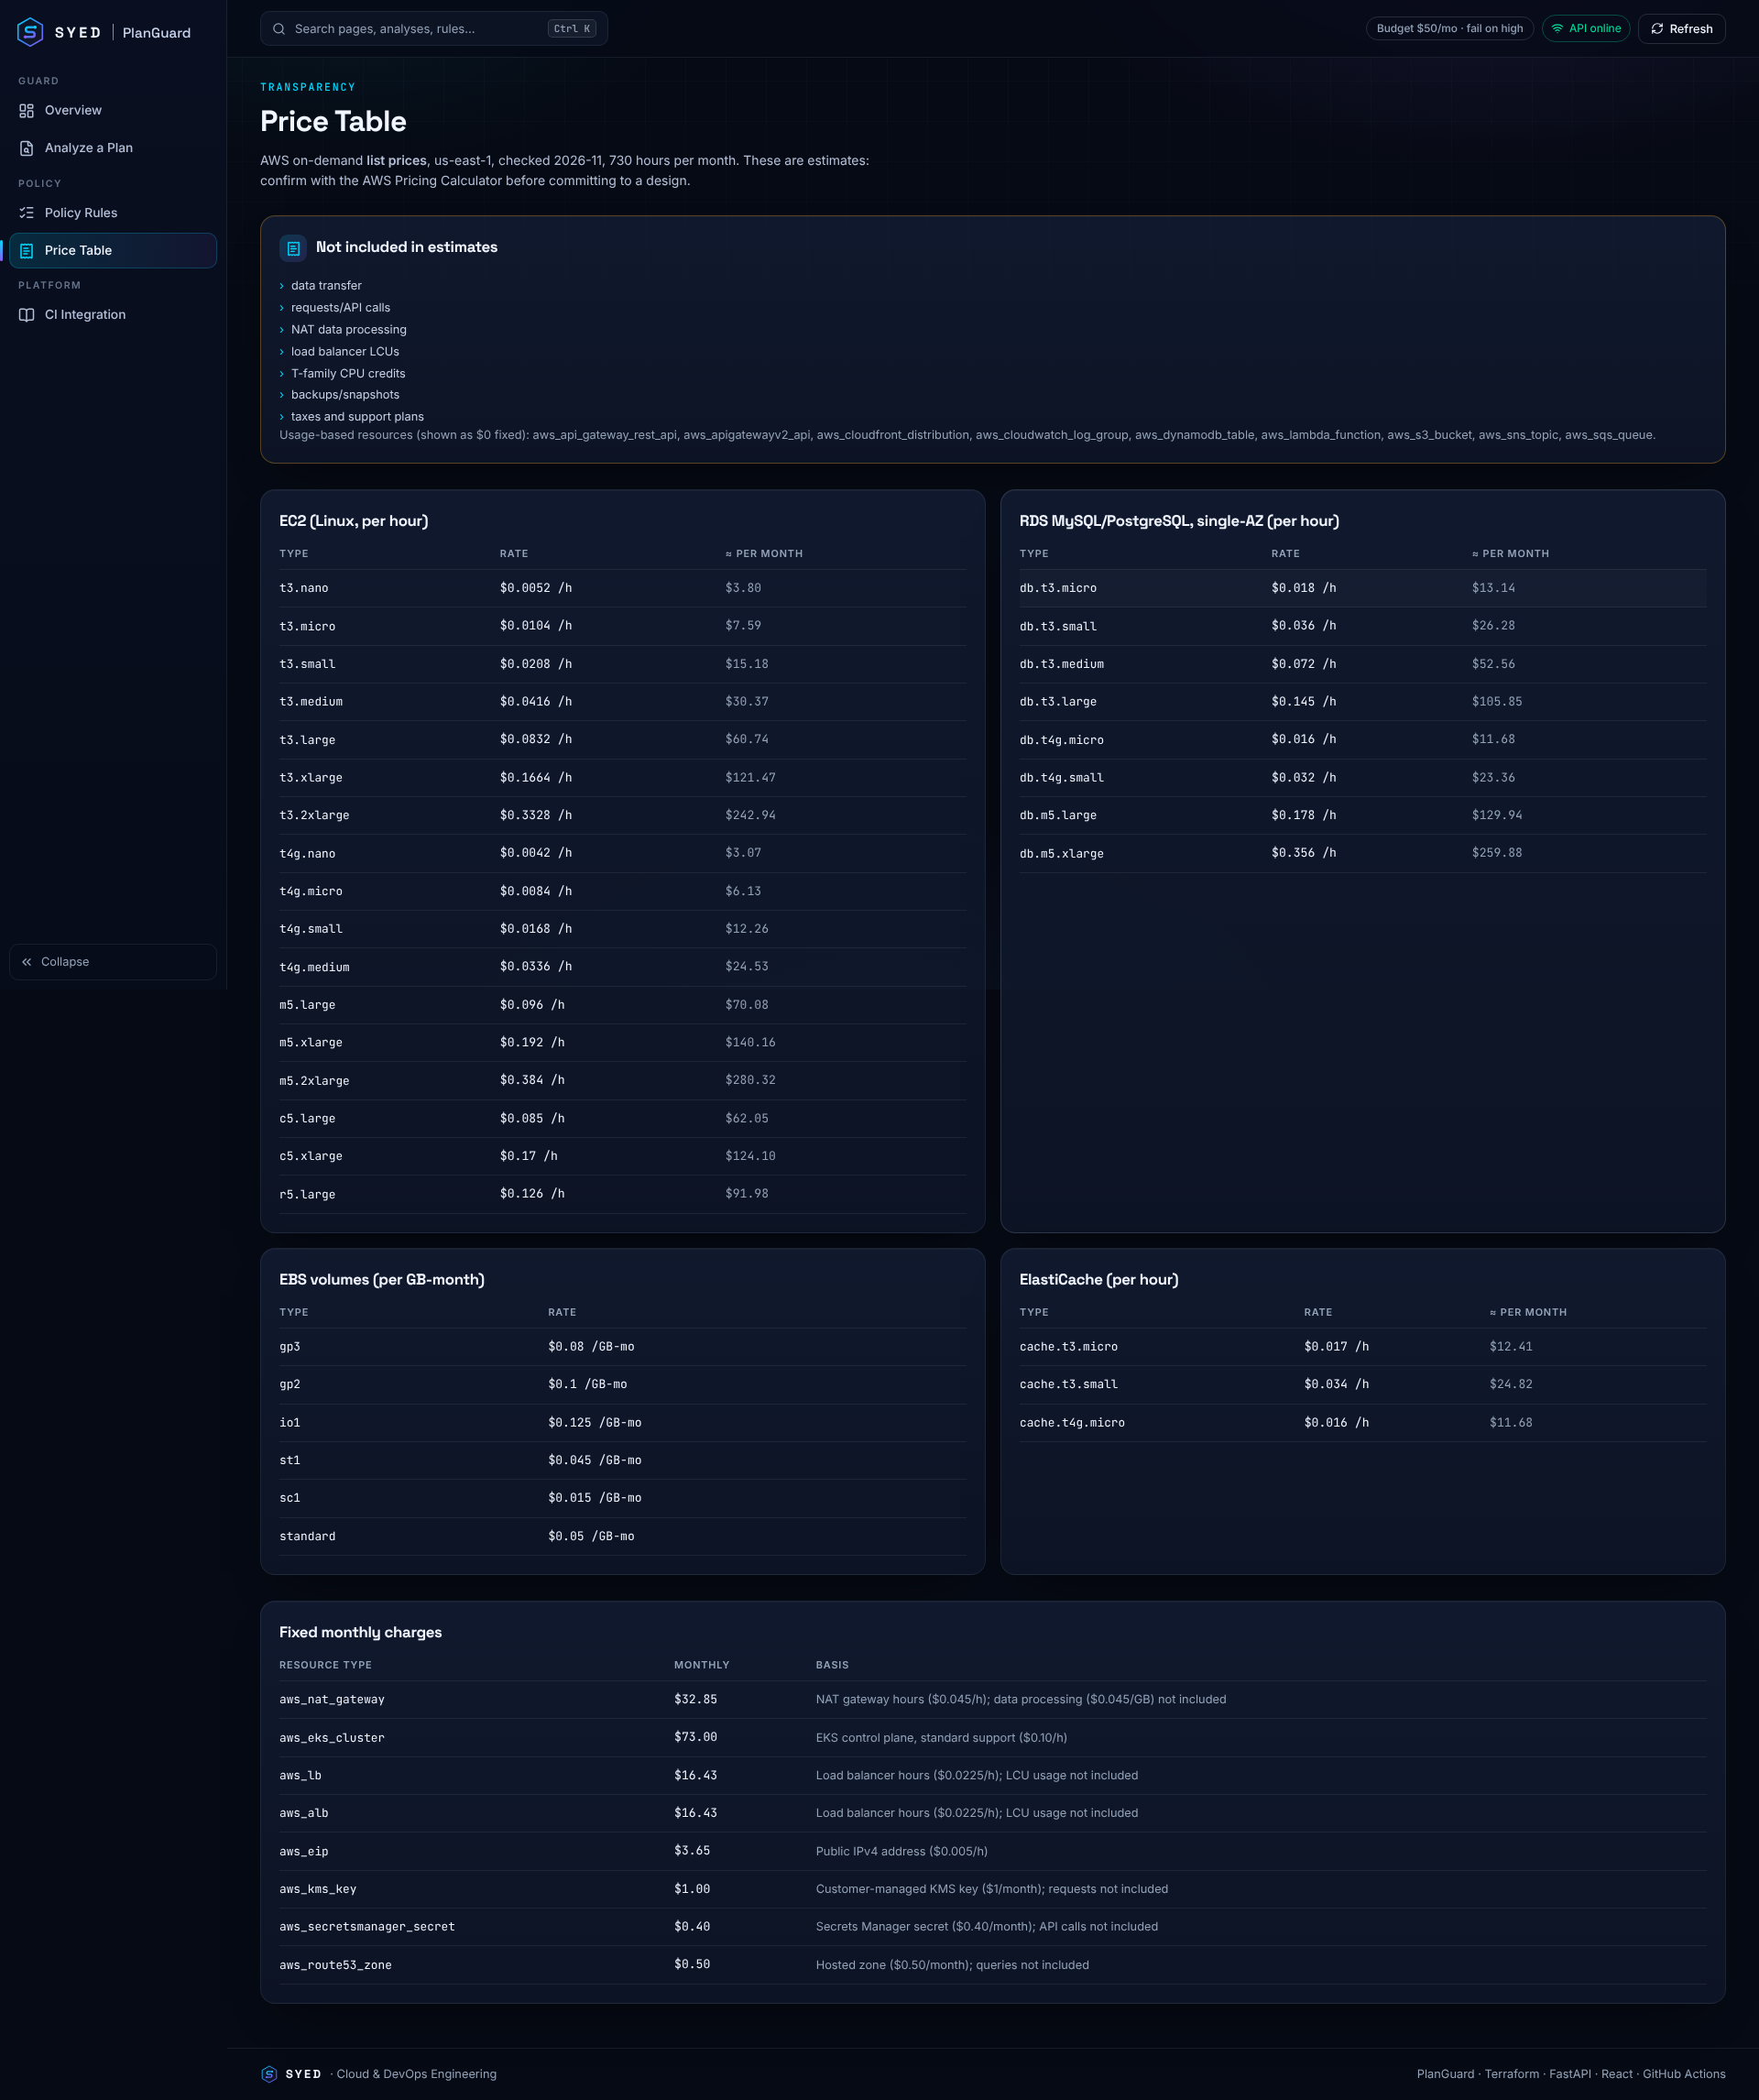 SYED | PlanGuard
GUARD
Overview
Analyze a Plan
POLICY
Policy Rules
Price Table
PLATFORM
CI Integration
Collapse
Search pages, analyses, rules...
Ctrl K
Budget $50/mo · fail on high
API online
Refresh
TRANSPARENCY
Price Table
AWS on-demand list prices, us-east-1, checked 2026-11, 730 hours per month. These are estimates:
confirm with the AWS Pricing Calculator before committing to a design.
Not included in estimates
› data transfer
› requests/API calls
› NAT data processing
› load balancer LCUs
› T-family CPU credits
› backups/snapshots
› taxes and support plans
Usage-based resources (shown as $0 fixed): aws_api_gateway_rest_api, aws_apigatewayv2_api, aws_cloudfront_distribution, aws_cloudwatch_log_group, aws_dynamodb_table, aws_lambda_function, aws_s3_bucket, aws_sns_topic, aws_sqs_queue.
EC2 (Linux, per hour)
TYPE RATE ≈ PER MONTH
t3.nano $0.0052 /h $3.80
t3.micro $0.0104 /h $7.59
t3.small $0.0208 /h $15.18
t3.medium $0.0416 /h $30.37
t3.large $0.0832 /h $60.74
t3.xlarge $0.1664 /h $121.47
t3.2xlarge $0.3328 /h $242.94
t4g.nano $0.0042 /h $3.07
t4g.micro $0.0084 /h $6.13
t4g.small $0.0168 /h $12.26
t4g.medium $0.0336 /h $24.53
m5.large $0.096 /h $70.08
m5.xlarge $0.192 /h $140.16
m5.2xlarge $0.384 /h $280.32
c5.large $0.085 /h $62.05
c5.xlarge $0.17 /h $124.10
r5.large $0.126 /h $91.98
RDS MySQL/PostgreSQL, single-AZ (per hour)
TYPE RATE ≈ PER MONTH
db.t3.micro $0.018 /h $13.14
db.t3.small $0.036 /h $26.28
db.t3.medium $0.072 /h $52.56
db.t3.large $0.145 /h $105.85
db.t4g.micro $0.016 /h $11.68
db.t4g.small $0.032 /h $23.36
db.m5.large $0.178 /h $129.94
db.m5.xlarge $0.356 /h $259.88
EBS volumes (per GB-month)
TYPE RATE
gp3 $0.08 /GB-mo
gp2 $0.1 /GB-mo
io1 $0.125 /GB-mo
st1 $0.045 /GB-mo
sc1 $0.015 /GB-mo
standard $0.05 /GB-mo
ElastiCache (per hour)
TYPE RATE ≈ PER MONTH
cache.t3.micro $0.017 /h $12.41
cache.t3.small $0.034 /h $24.82
cache.t4g.micro $0.016 /h $11.68
Fixed monthly charges
RESOURCE TYPE MONTHLY BASIS
aws_nat_gateway $32.85 NAT gateway hours ($0.045/h); data processing ($0.045/GB) not included
aws_eks_cluster $73.00 EKS control plane, standard support ($0.10/h)
aws_lb $16.43 Load balancer hours ($0.0225/h); LCU usage not included
aws_alb $16.43 Load balancer hours ($0.0225/h); LCU usage not included
aws_eip $3.65 Public IPv4 address ($0.005/h)
aws_kms_key $1.00 Customer-managed KMS key ($1/month); requests not included
aws_secretsmanager_secret $0.40 Secrets Manager secret ($0.40/month); API calls not included
aws_route53_zone $0.50 Hosted zone ($0.50/month); queries not included
SYED · Cloud & DevOps Engineering
PlanGuard · Terraform · FastAPI · React · GitHub Actions